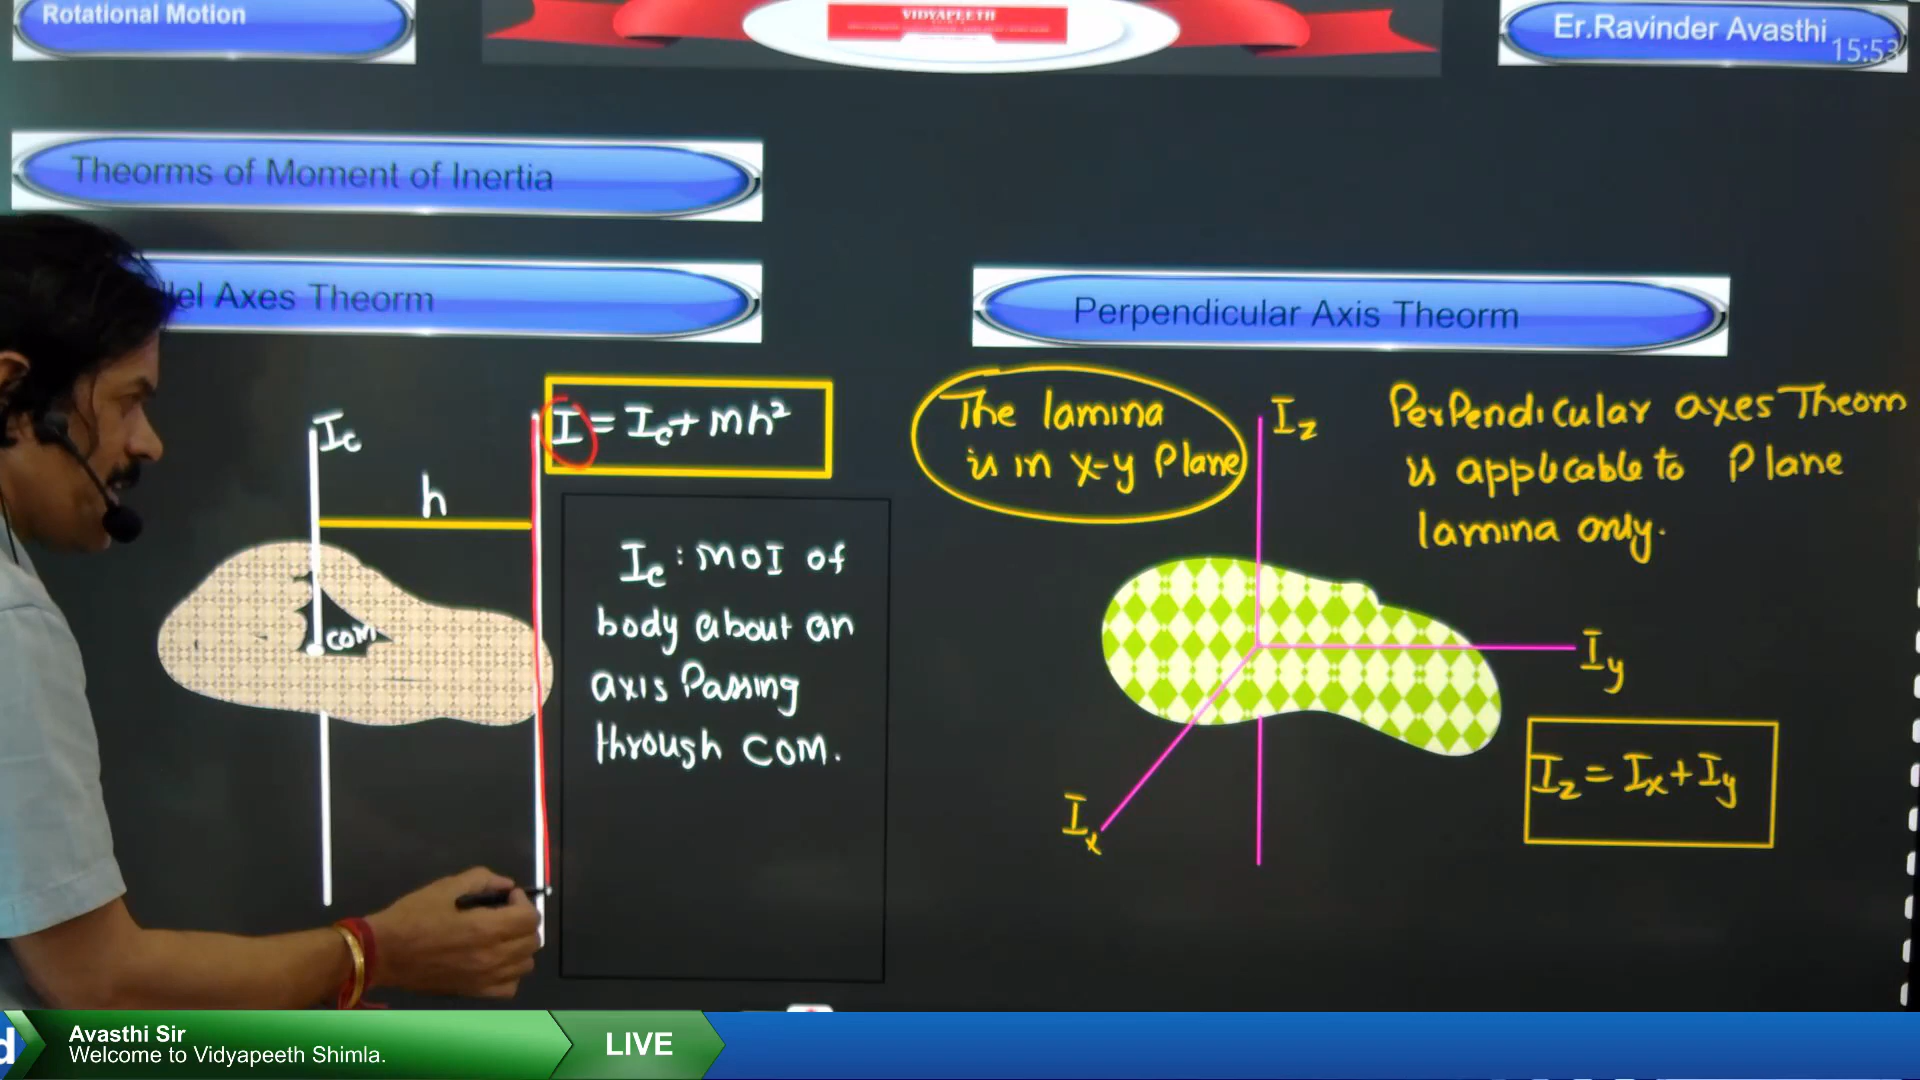 Rotational Motion
VIDYAPEETH
Er.Ravinder Avasthi
15:53
Theorms of Moment of Inertia
llel Axes Theorm
Perpendicular Axis Theorm
Ic
h
com
I = Ic + mh²
Ic : MOI of
body about an
axis Passing
through COM.
The lamina
is in x-y Plane
Iz
Perpendicular axes Theorm
is applicable to Plane
lamina only.
Iy
Ix
Iz = Ix + Iy
d
Avasthi Sir
Welcome to Vidyapeeth Shimla.
LIVE